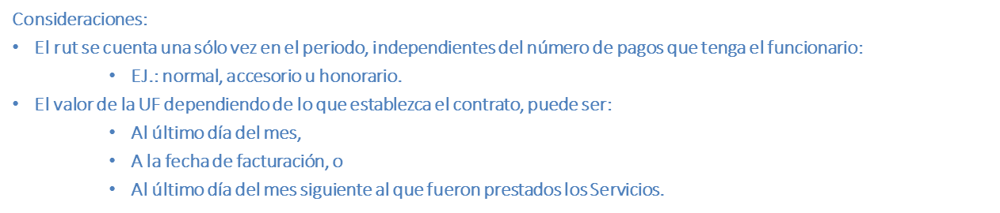 Consideraciones:
• El rut se cuenta una sólo vez en el periodo, independientes del número de pagos que tenga el funcionario:
• EJ.: normal, accesorio u honorario.
• El valor de la UF dependiendo de lo que establezca el contrato, puede ser:
• Al último día del mes,
• A la fecha de facturación, o
• Al último día del mes siguiente al que fueron prestados los Servicios.